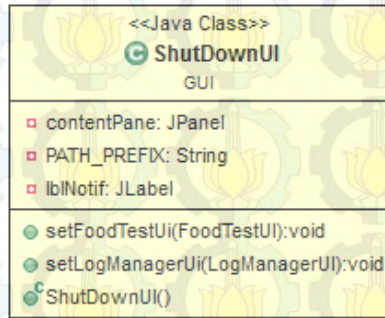 <<Java Class>>
ShutDownUI
GUI
contentPane: JPanel
PATH_PREFIX: String
lblNotif: JLabel
setFoodTestUi(FoodTestUI):void
setLogManagerUi(LogManagerUI):void
ShutDownUI()